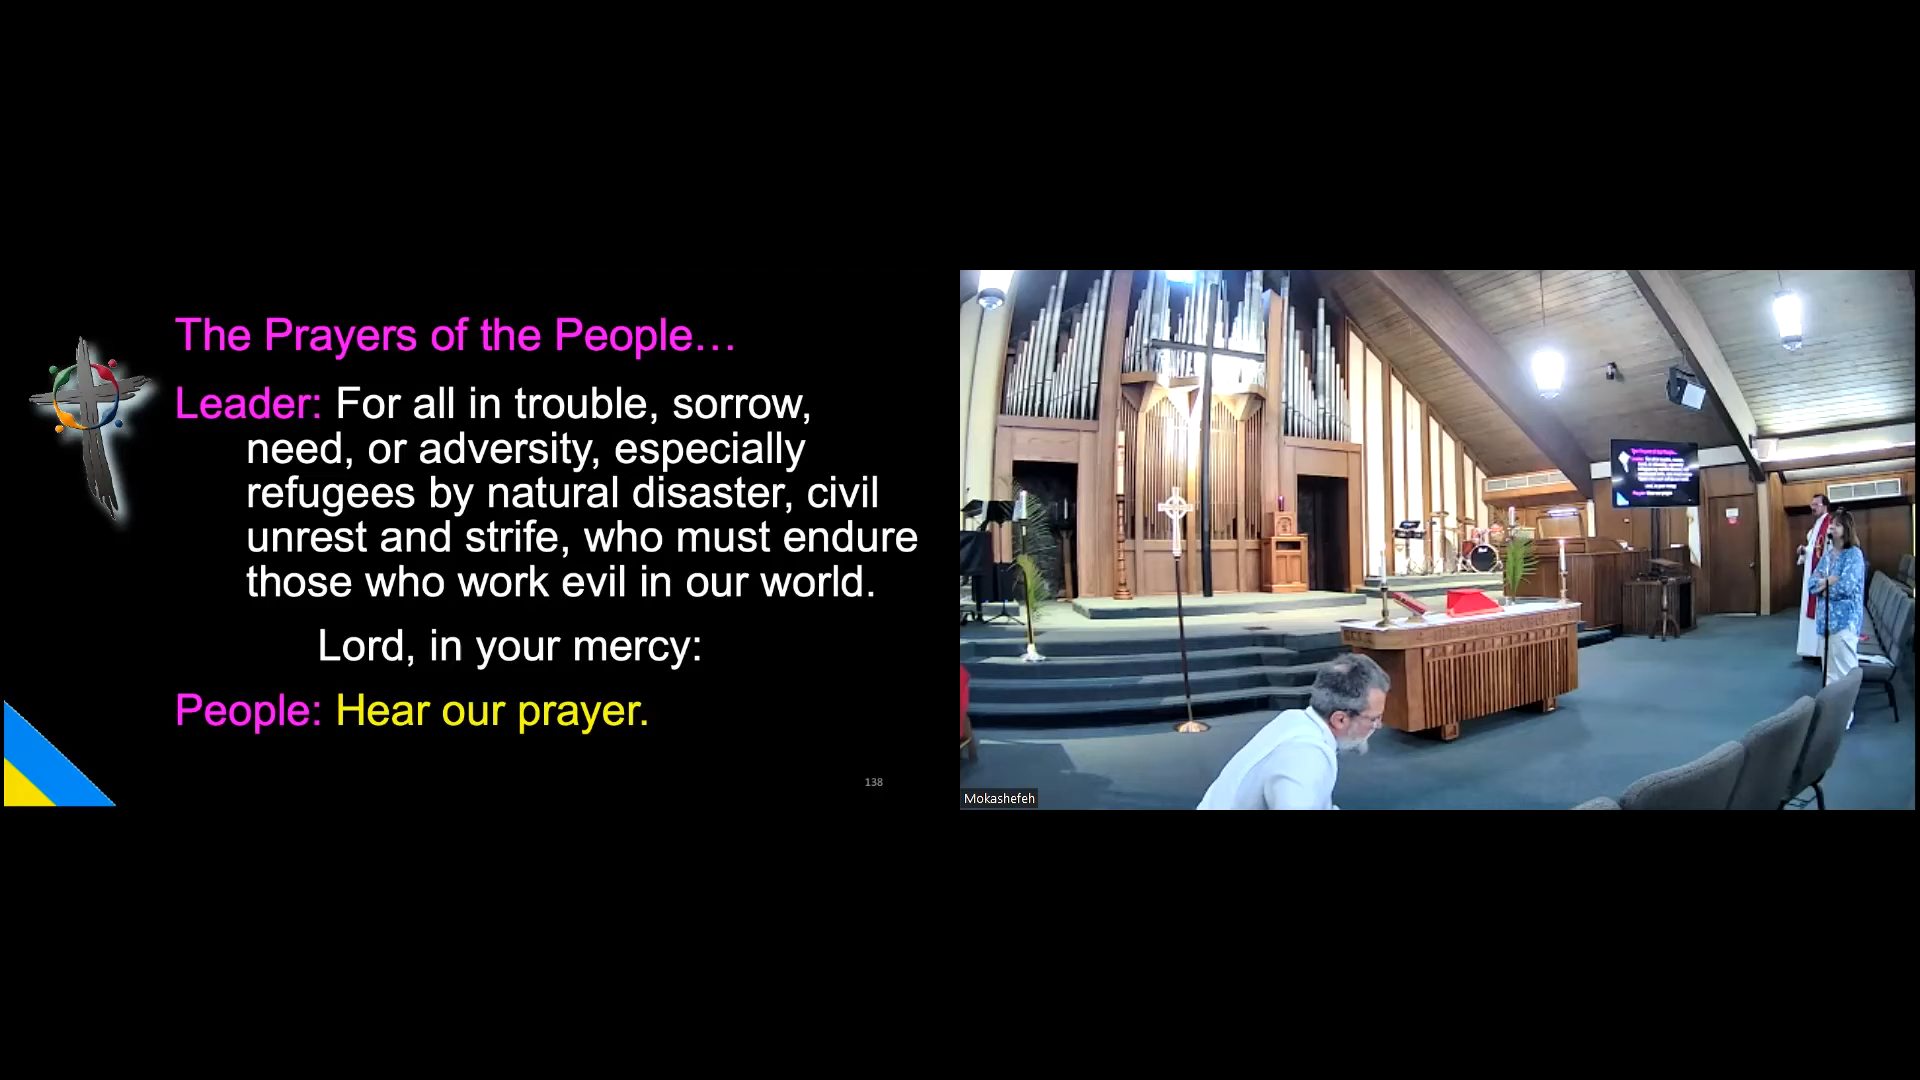 The Prayers of the People…
Leader: For all in trouble, sorrow,
need, or adversity, especially
refugees by natural disaster, civil
unrest and strife, who must endure
those who work evil in our world.
Lord, in your mercy:
People: Hear our prayer.
138
Mokashefeh